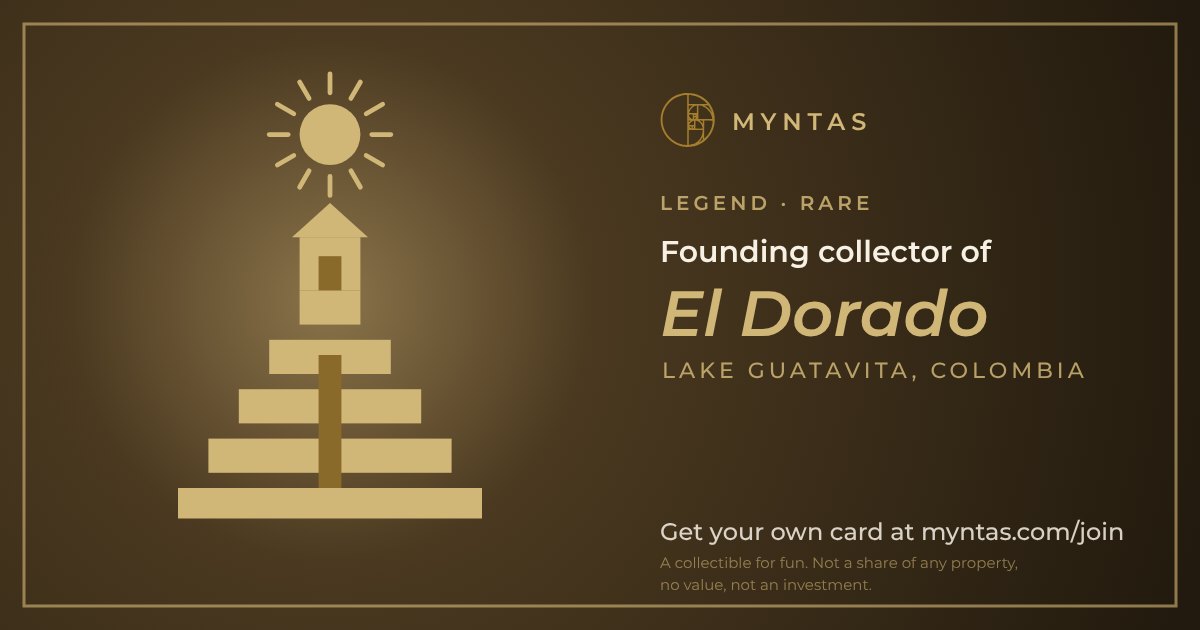 MYNTAS
LEGEND · RARE
Founding collector of
El Dorado
LAKE GUATAVITA, COLOMBIA
Get your own card at myntas.com/join
A collectible for fun. Not a share of any property,
no value, not an investment.